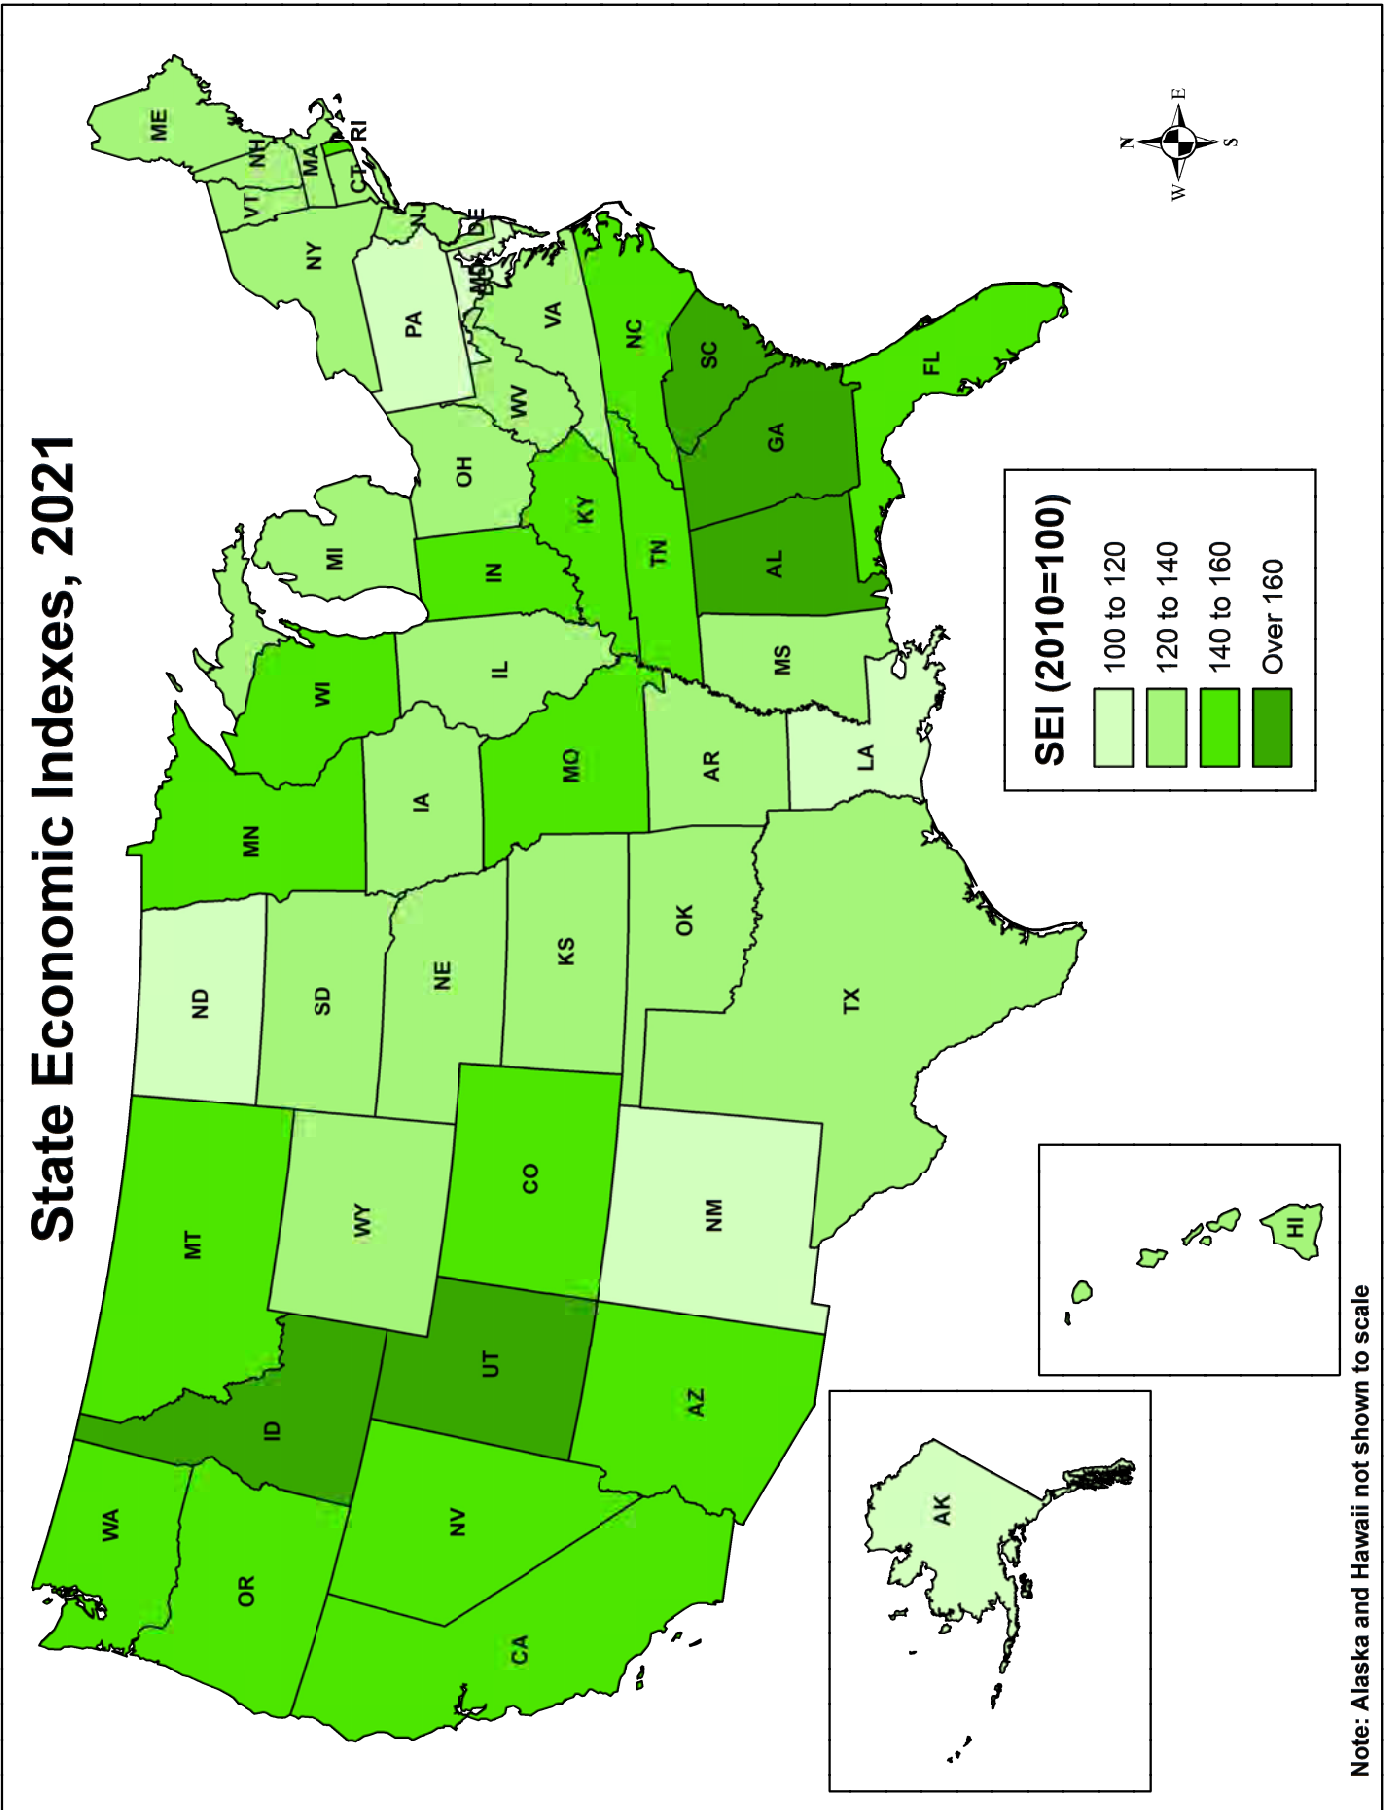 State Economic Indexes, 2021
ME
NH
VT
MA
RI
CT
NY
NJ
PA
DE
MD
DC
WA
MT
ND
MN
WI
MI
OR
ID
WY
SD
IA
NE
IL
IN
OH
WV
VA
NV
UT
CO
KS
MO
KY
CA
AZ
NM
OK
AR
TN
NC
SC
TX
LA
MS
AL
GA
FL
AK
HI
N
W E
S
SEI (2010=100)
100 to 120
120 to 140
140 to 160
Over 160
Note: Alaska and Hawaii not shown to scale